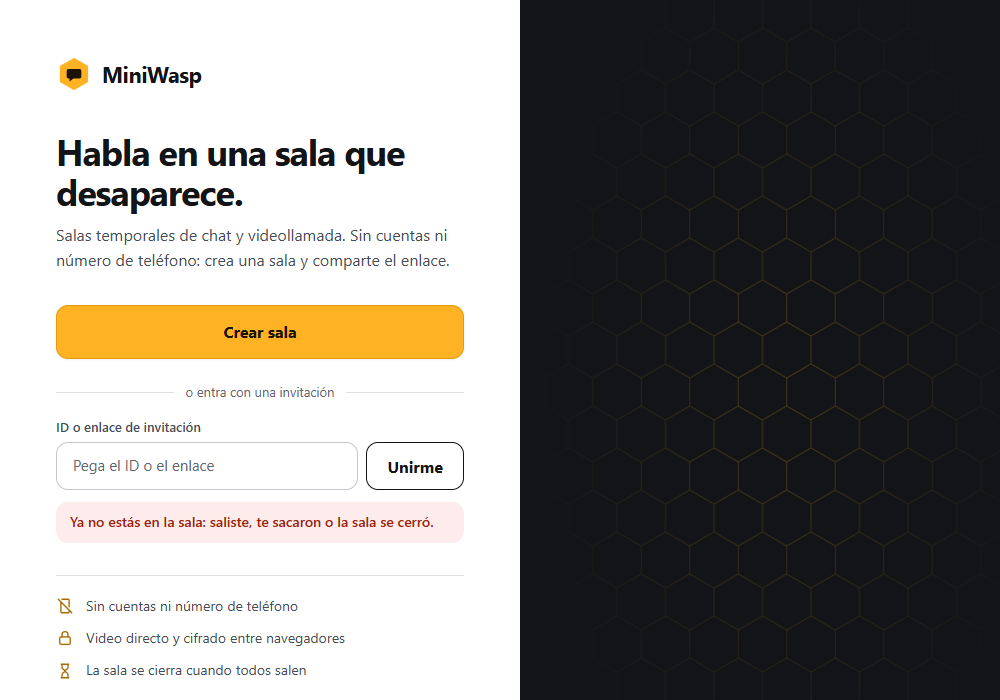 MiniWasp
Habla en una sala que
desaparece.
Salas temporales de chat y videollamada. Sin cuentas ni
número de teléfono: crea una sala y comparte el enlace.
Crear sala
o entra con una invitación
ID o enlace de invitación
Pega el ID o el enlace
Unirme
Ya no estás en la sala: saliste, te sacaron o la sala se cerró.
Sin cuentas ni número de teléfono
Video directo y cifrado entre navegadores
La sala se cierra cuando todos salen